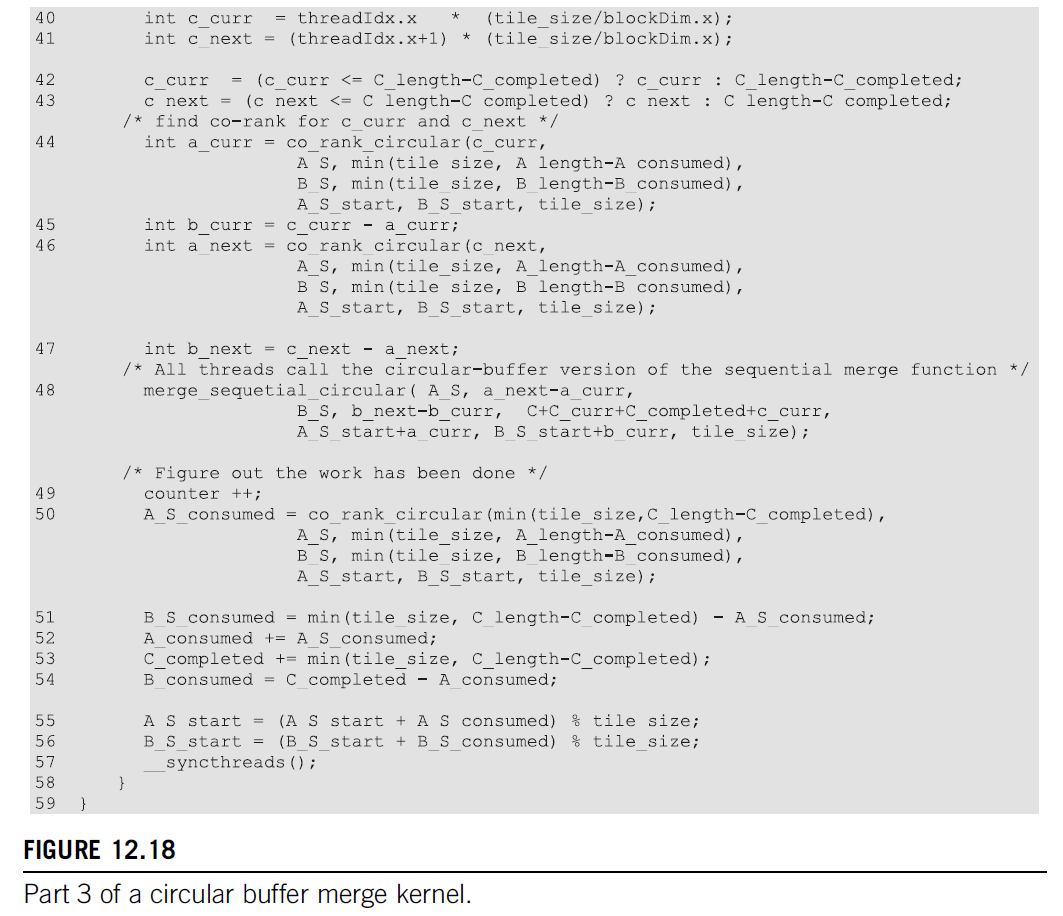 40 int c_curr = threadIdx.x * (tile_size/blockDim.x);
41 int c_next = (threadIdx.x+1) * (tile_size/blockDim.x);
42 c_curr = (c_curr <= C_length-C_completed) ? c_curr : C_length-C_completed;
43 c_next = (c_next <= C_length-C_completed) ? c_next : C_length-C_completed;
/* find co-rank for c_curr and c_next */
44 int a_curr = co_rank_circular(c_curr,
A_S, min(tile_size, A_length-A_consumed),
B_S, min(tile_size, B_length-B_consumed),
A_S_start, B_S_start, tile_size);
45 int b_curr = c_curr - a_curr;
46 int a_next = co_rank_circular(c_next,
A_S, min(tile_size, A_length-A_consumed),
B_S, min(tile_size, B_length-B_consumed),
A_S_start, B_S_start, tile_size);
47 int b_next = c_next - a_next;
/* All threads call the circular-buffer version of the sequential merge function */
48 merge_sequetial_circular( A_S, a_next-a_curr,
B_S, b_next-b_curr, C+C_curr+C_completed+c_curr,
A_S_start+a_curr, B_S_start+b_curr, tile_size);
/* Figure out the work has been done */
49 counter ++;
50 A_S_consumed = co_rank_circular(min(tile_size,C_length-C_completed),
A_S, min(tile_size, A_length-A_consumed),
B_S, min(tile_size, B_length-B_consumed),
A_S_start, B_S_start, tile_size);
51 B_S_consumed = min(tile_size, C_length-C_completed) - A_S_consumed;
52 A_consumed += A_S_consumed;
53 C_completed += min(tile_size, C_length-C_completed);
54 B_consumed = C_completed - A_consumed;
55 A_S_start = (A_S_start + A_S_consumed) % tile_size;
56 B_S_start = (B_S_start + B_S_consumed) % tile_size;
57 __syncthreads();
58 }
59 }
FIGURE 12.18
Part 3 of a circular buffer merge kernel.